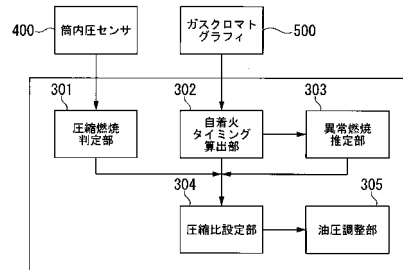 400
筒内圧センサ
ガスクロマト
グラフィ
500
301
圧縮燃焼
判定部
302
自着火
タイミング
算出部
303
異常燃焼
推定部
304
圧縮比設定部
305
油圧調整部